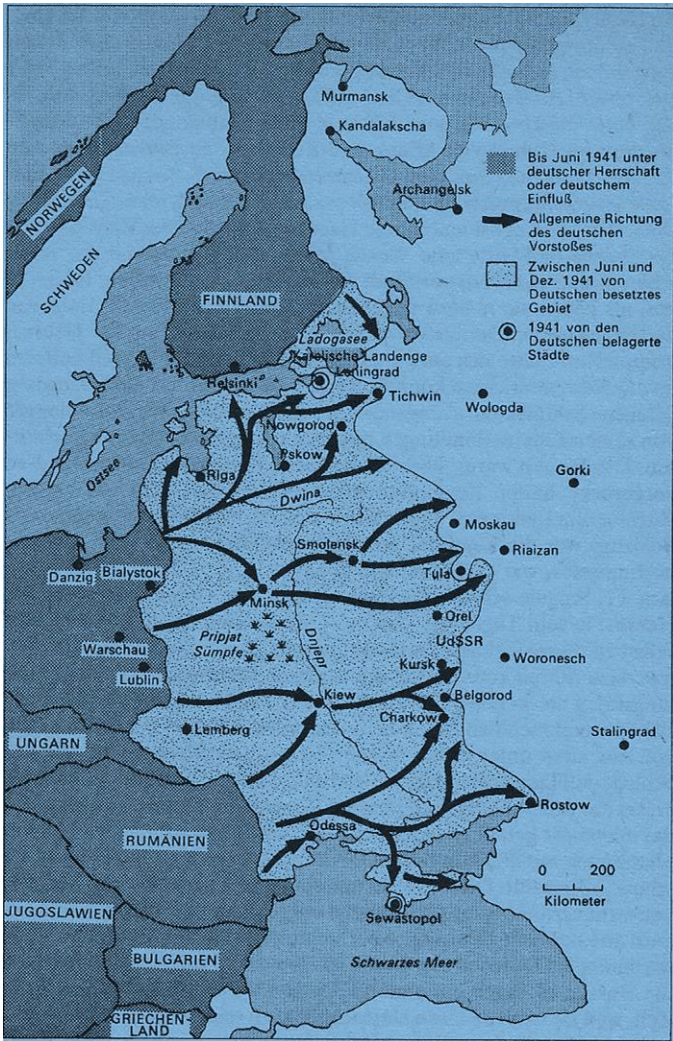 Murmansk
Kandalakscha
Archangelsk
Bis Juni 1941 unter
deutscher Herrschaft
oder deutschem
Einfluß
Allgemeine Richtung
des deutschen
Vorstoßes
Zwischen Juni und
Dez. 1941 von
Deutschen besetztes
Gebiet
1941 von den
Deutschen belagerte
Städte
NORWEGEN
SCHWEDEN
FINNLAND
Ladogasee
Karelische Landenge
Leningrad
Helsinki
Tichwin
Wologda
Nowgorod
Pskow
Ostsee
Riga
Gorki
Dwina
Moskau
Smolensk
Riaizan
Danzig
Bialystok
Tula
Minsk
Orel
Pripjat
Sümpfe
Dnjepr
UdSSR
Warschau
Kursk
Woronesch
Lublin
Kiew
Belgorod
Charkow
Lemberg
Stalingrad
UNGARN
Rostow
RUMÄNIEN
Odessa
0 200
Kilometer
JUGOSLAWIEN
Sewastopol
BULGARIEN
Schwarzes Meer
GRIECHEN-
LAND